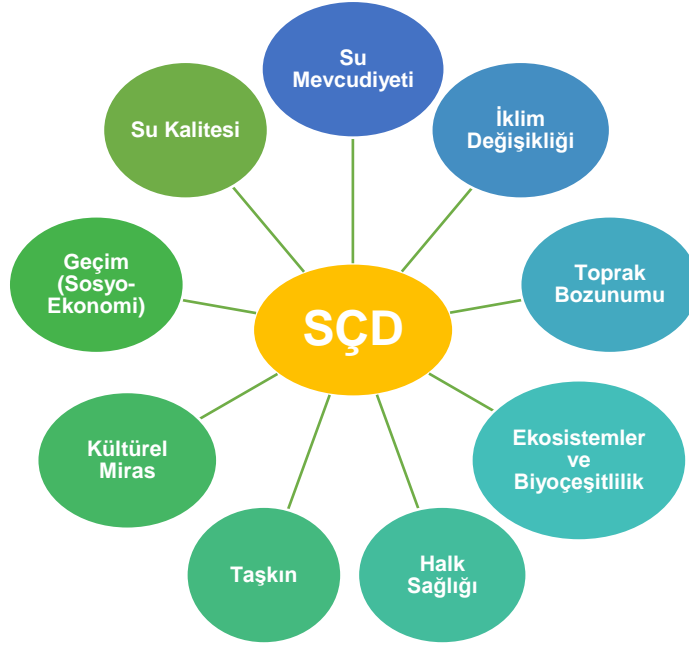 Su
Mevcudiyeti
İklim
Değişikliği
Toprak
Bozunumu
Ekosistemler
ve
Biyoçeşitlilik
Halk
Sağlığı
Taşkın
Kültürel
Miras
Geçim
(Sosyo-
Ekonomi)
Su Kalitesi
SÇD